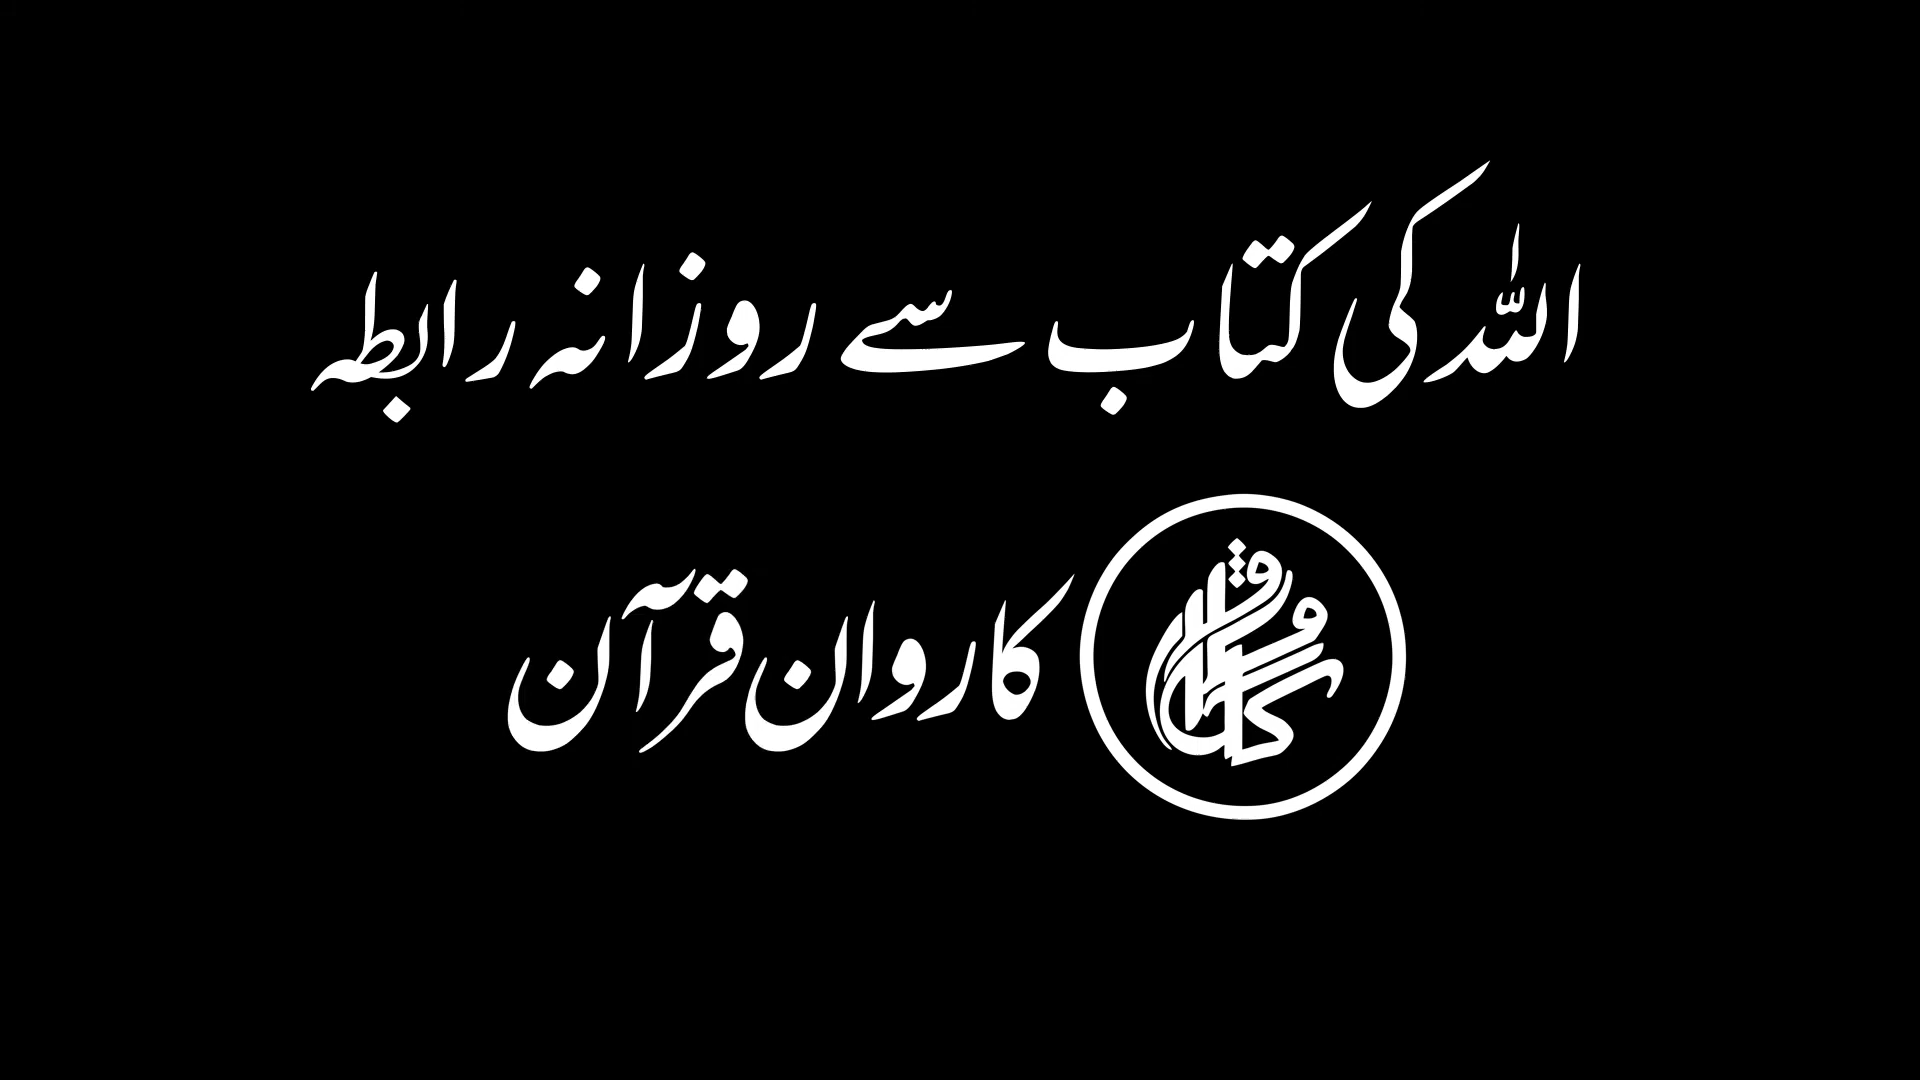 اللہ کی کتاب سے روزانہ رابطہ
کاروان قرآن